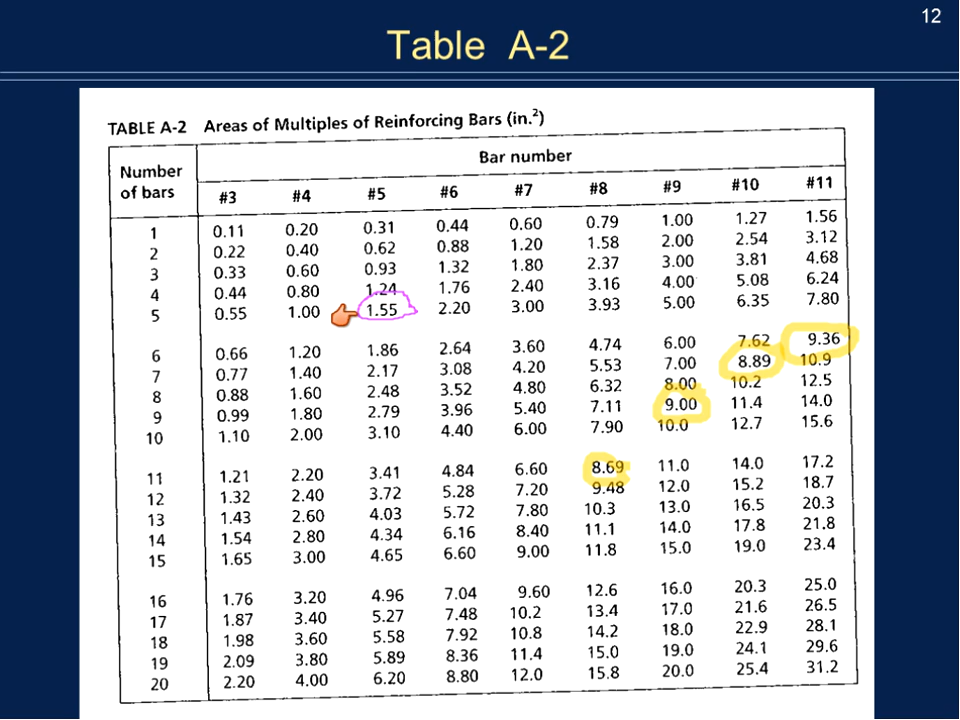 12
Table A-2
TABLE A-2 Areas of Multiples of Reinforcing Bars (in.²)
Number of bars Bar number
#3 #4 #5 #6 #7 #8 #9 #10 #11
1 0.11 0.20 0.31 0.44 0.60 0.79 1.00 1.27 1.56
2 0.22 0.40 0.62 0.88 1.20 1.58 2.00 2.54 3.12
3 0.33 0.60 0.93 1.32 1.80 2.37 3.00 3.81 4.68
4 0.44 0.80 1.24 1.76 2.40 3.16 4.00 5.08 6.24
5 0.55 1.00 1.55 2.20 3.00 3.93 5.00 6.35 7.80
6 0.66 1.20 1.86 2.64 3.60 4.74 6.00 7.62 9.36
7 0.77 1.40 2.17 3.08 4.20 5.53 7.00 8.89 10.9
8 0.88 1.60 2.48 3.52 4.80 6.32 8.00 10.2 12.5
9 0.99 1.80 2.79 3.96 5.40 7.11 9.00 11.4 14.0
10 1.10 2.00 3.10 4.40 6.00 7.90 10.0 12.7 15.6
11 1.21 2.20 3.41 4.84 6.60 8.69 11.0 14.0 17.2
12 1.32 2.40 3.72 5.28 7.20 9.48 12.0 15.2 18.7
13 1.43 2.60 4.03 5.72 7.80 10.3 13.0 16.5 20.3
14 1.54 2.80 4.34 6.16 8.40 11.1 14.0 17.8 21.8
15 1.65 3.00 4.65 6.60 9.00 11.8 15.0 19.0 23.4
16 1.76 3.20 4.96 7.04 9.60 12.6 16.0 20.3 25.0
17 1.87 3.40 5.27 7.48 10.2 13.4 17.0 21.6 26.5
18 1.98 3.60 5.58 7.92 10.8 14.2 18.0 22.9 28.1
19 2.09 3.80 5.89 8.36 11.4 15.0 19.0 24.1 29.6
20 2.20 4.00 6.20 8.80 12.0 15.8 20.0 25.4 31.2